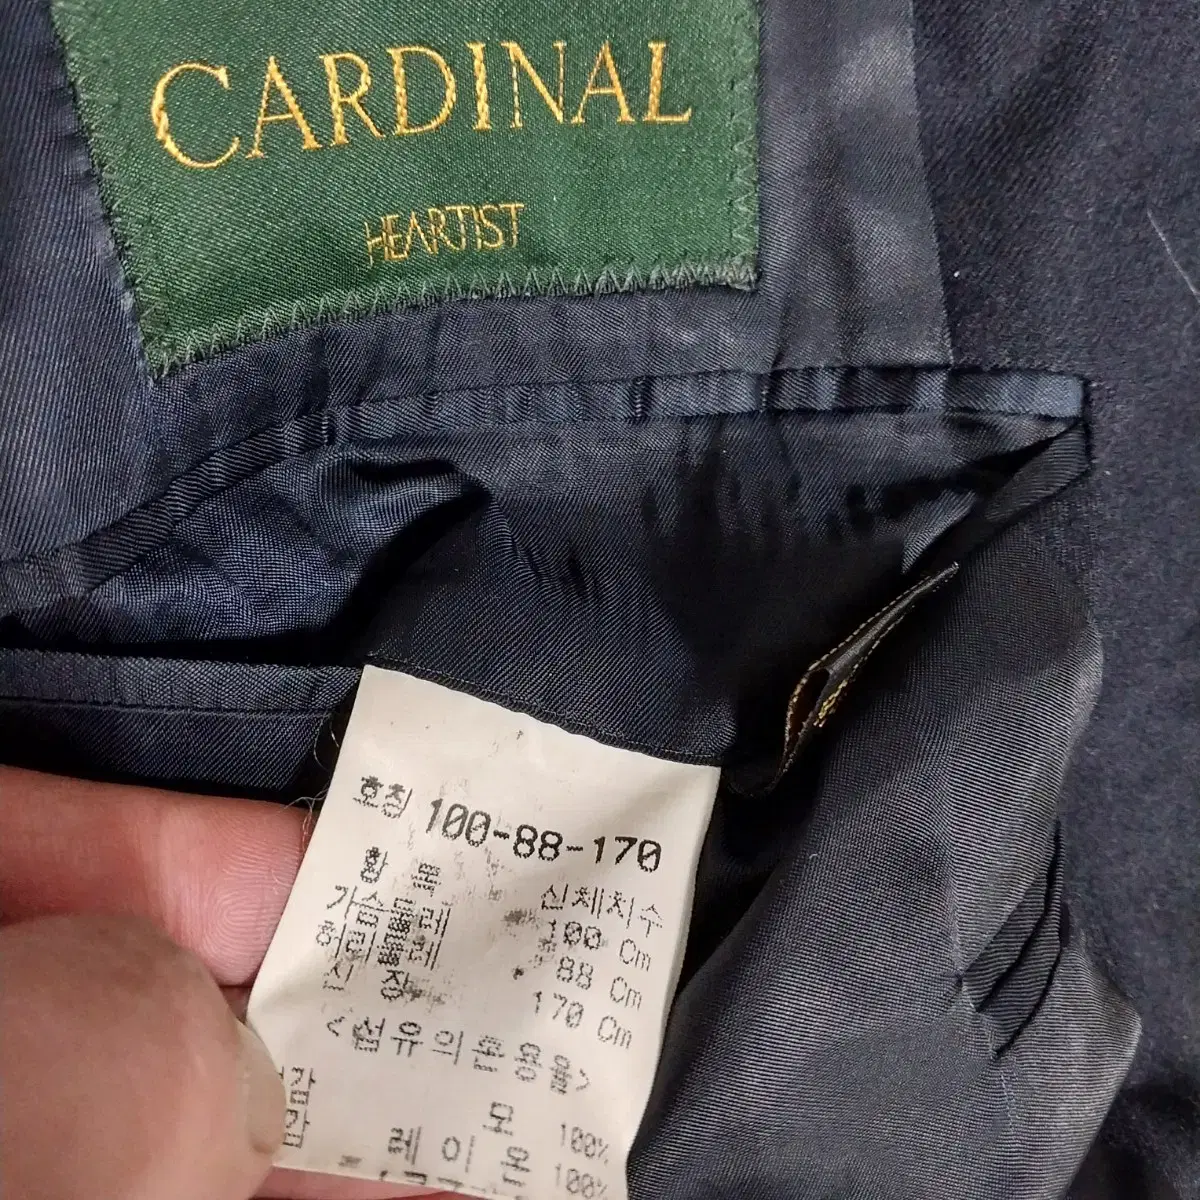 CARDINAL
HEARTIST
호칭 100-88-170
항 목 신체치수
가슴둘레 100 Cm
허리둘레 88 Cm
신 장 170 Cm
<섬유의혼용율>
모 100%
레이온 100%